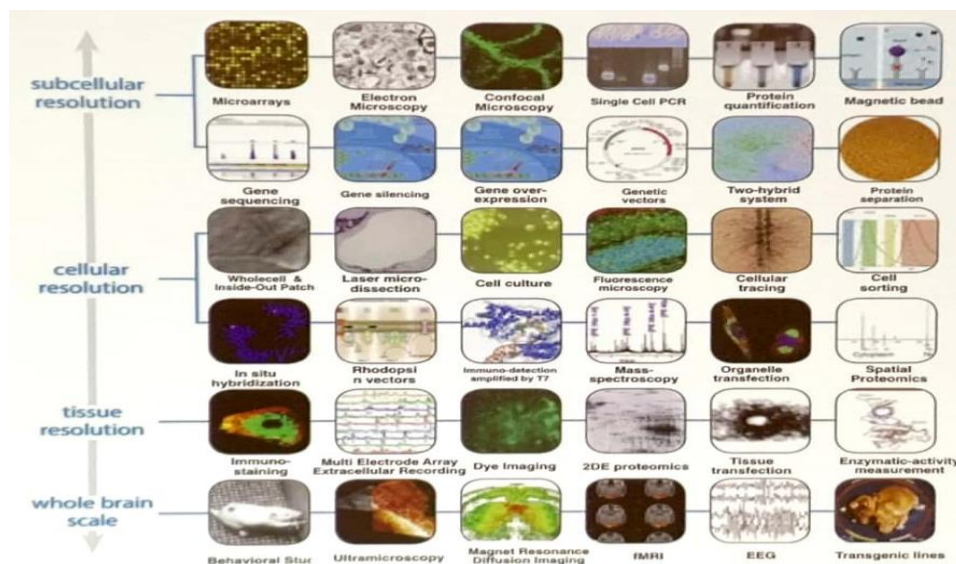 subcellular
resolution
Microarrays
Electron
Microscopy
Confocal
Microscopy
Single Cell PCR
Protein
quantification
Magnetic bead
Gene
sequencing
Gene silencing
Gene over-
expression
Genetic
vectors
Two-hybrid
system
Protein
separation
cellular
resolution
Wholecell &
Inside-Out Patch
Laser micro-
dissection
Cell culture
Fluorescence
microscopy
Cellular
tracing
Cell
sorting
In situ
hybridization
Rhodopsi
n vectors
Immuno-detection
amplified by T7
Mass-
spectroscopy
Organelle
transfection
Cytoplasm
Spatial
Proteomics
tissue
resolution
Immuno-
staining
Multi Electrode Array
Extracellular Recording
Dye Imaging
2DE proteomics
Tissue
transfection
Enzymatic-activity
measurement
whole brain
scale
Behavioral Stuc
Ultramicroscopy
Magnet Resonance
Diffusion Imaging
fMRI
EEG
Transgenic lines